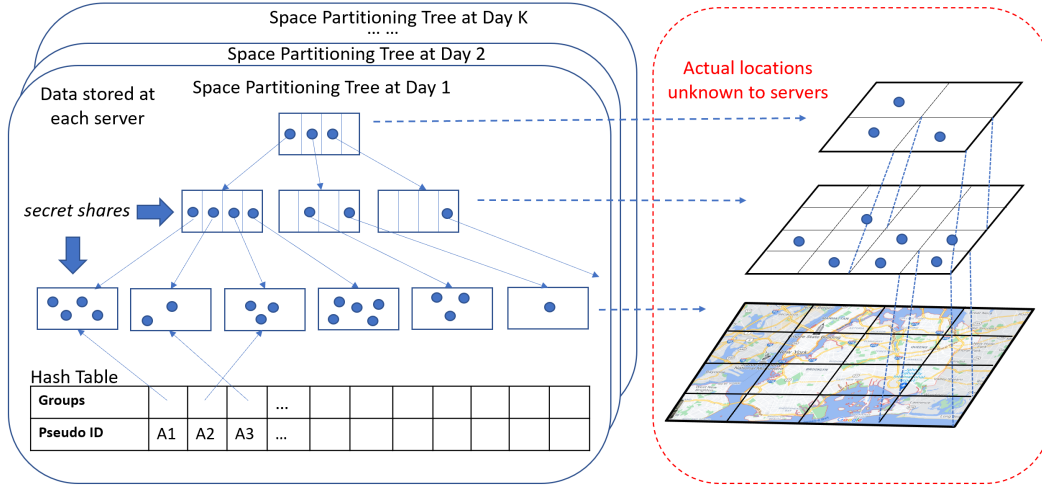 Space Partitioning Tree at Day K
... ...
Space Partitioning Tree at Day 2
Space Partitioning Tree at Day 1
Data stored at
each server
secret shares
Hash Table
Groups
...
Pseudo ID
A1
A2
A3
...
Actual locations
unknown to servers